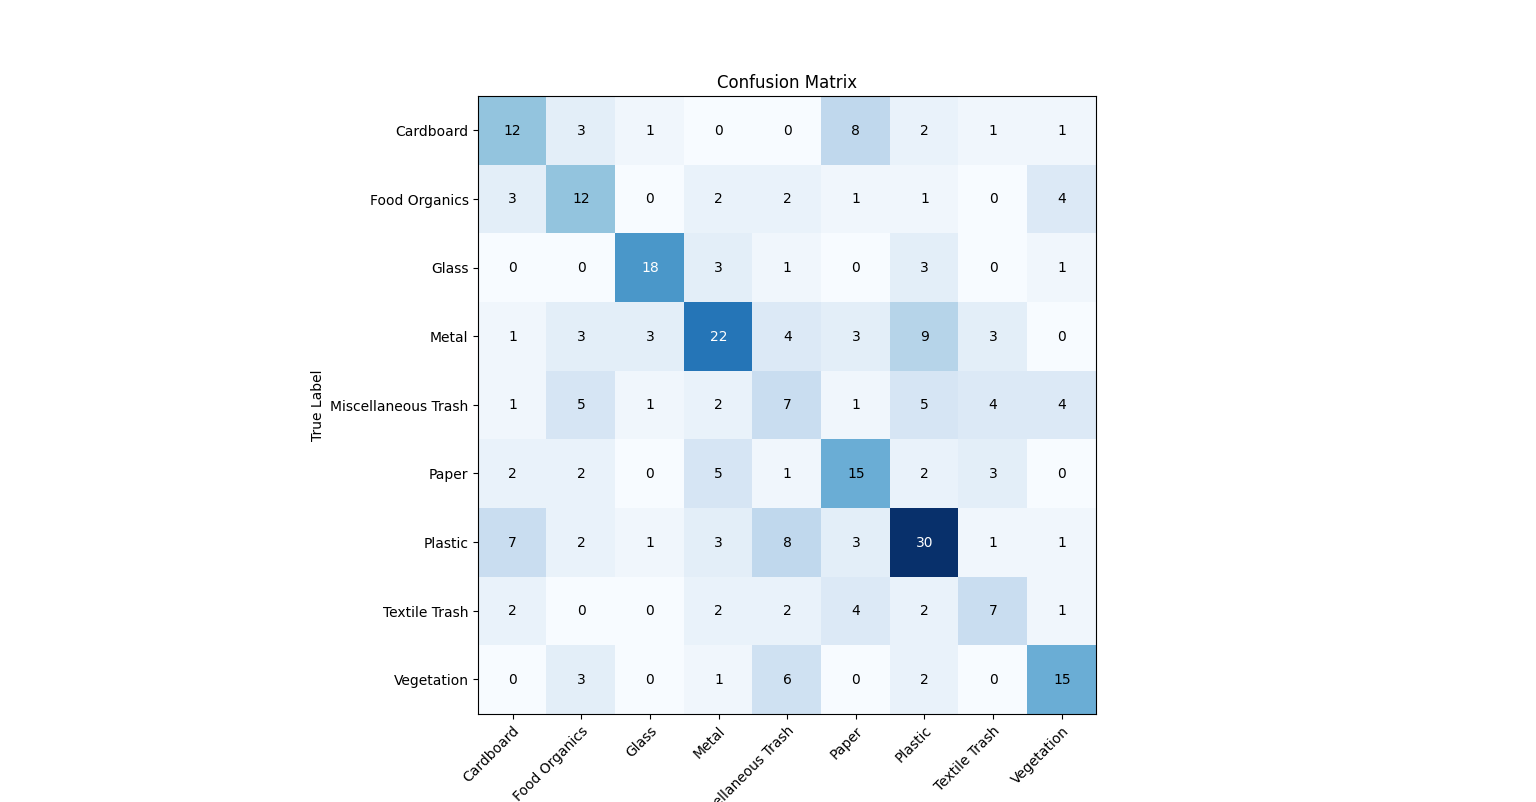 Confusion Matrix
Cardboard 12 3 1 0 0 8 2 1 1
Food Organics 3 12 0 2 2 1 1 0 4
Glass 0 0 18 3 1 0 3 0 1
Metal 1 3 3 22 4 3 9 3 0
True Label
Miscellaneous Trash 1 5 1 2 7 1 5 4 4
Paper 2 2 0 5 1 15 2 3 0
Plastic 7 2 1 3 8 3 30 1 1
Textile Trash 2 0 0 2 2 4 2 7 1
Vegetation 0 3 0 1 6 0 2 0 15
Cardboard
Food Organics
Glass
Metal
ellaneous Trash
Paper
Plastic
Textile Trash
Vegetation